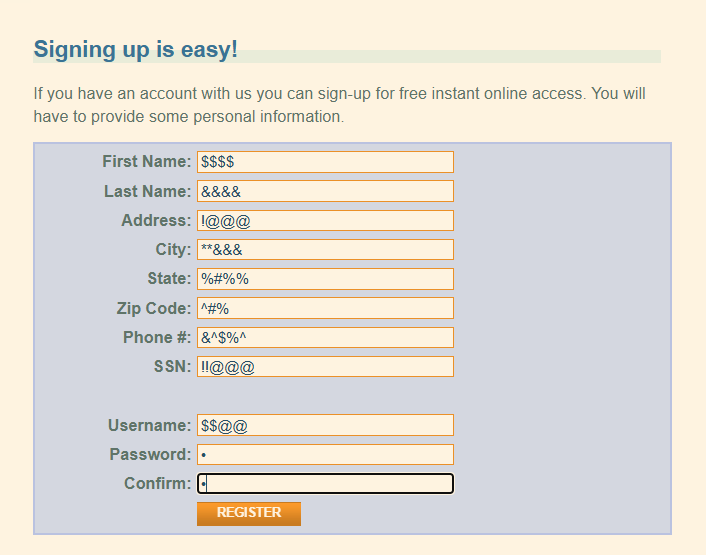 Signing up is easy!
If you have an account with us you can sign-up for free instant online access. You will
have to provide some personal information.
First Name: $$$$
Last Name: &&&&
Address: !@@@
City: **&&&
State: %#%%
Zip Code: ^#%
Phone #: &^$%^
SSN: !!@@@
Username: $$@@
Password: •
Confirm: •
REGISTER